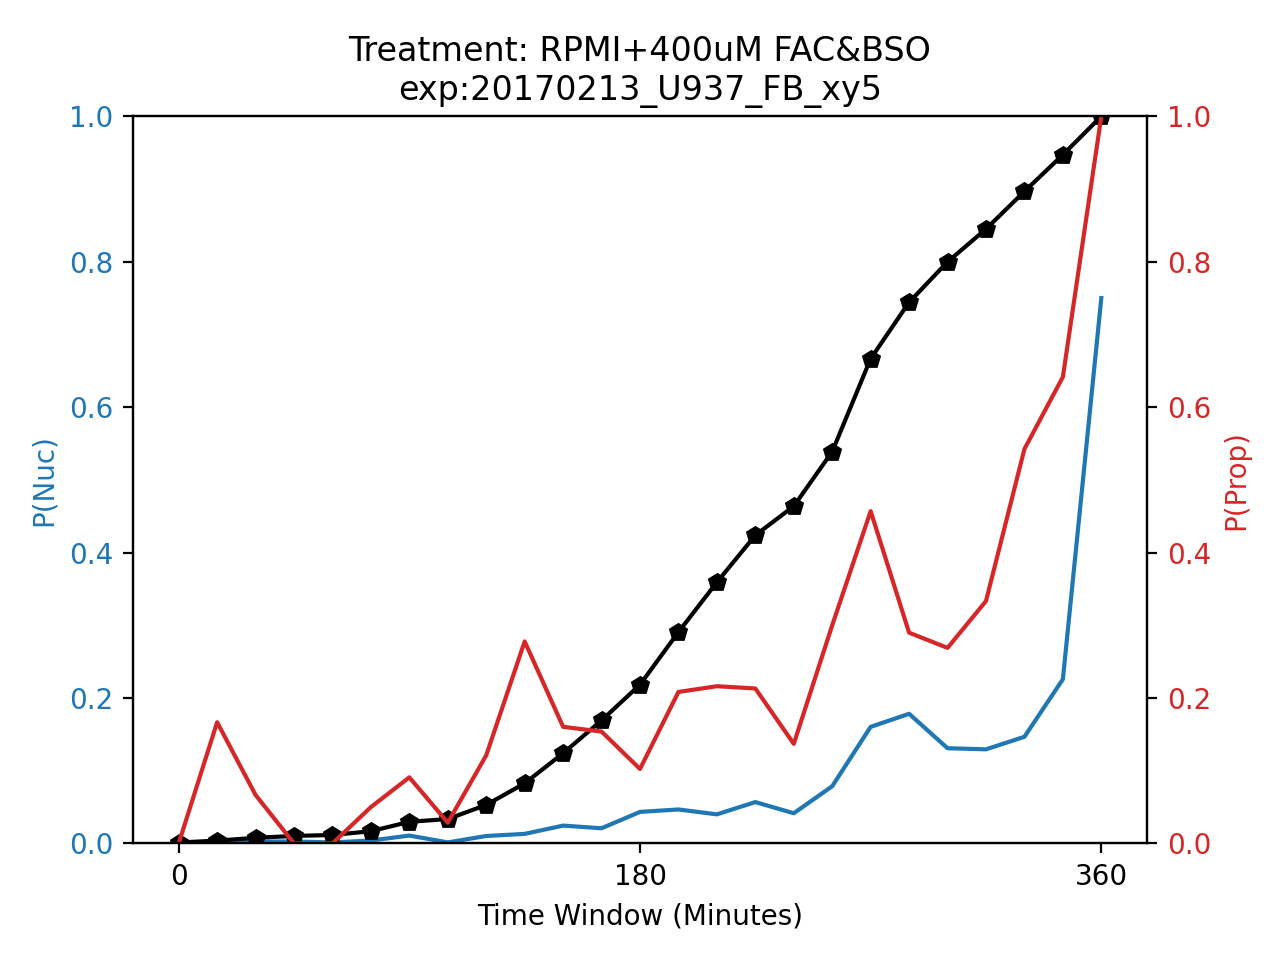 Treatment: RPMI+400uM FAC&BSO
exp:20170213_U937_FB_xy5
1.0
0.8
0.6
0.4
0.2
0.0
P(Nuc)
1.0
0.8
0.6
0.4
0.2
0.0
P(Prop)
0 180 360
Time Window (Minutes)